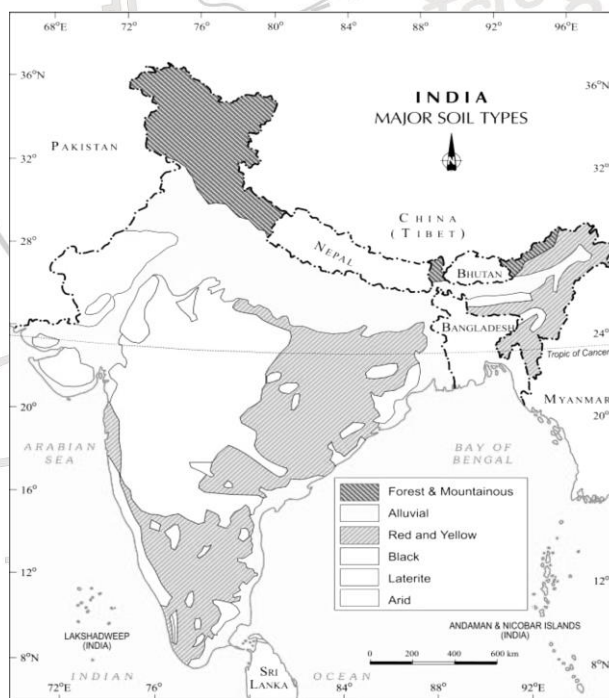 68°E 72° 76° 80° 84° 88° 92° 96°
36°N
36°N
INDIA
MAJOR SOIL TYPES
N
PAKISTAN
32°
32°
CHINA
(TIBET)
28°
28°
NEPAL
BHUTAN
BANGLADESH
24°
24°
Tropic of Cancer
MYANMAR
20°
20°
ARABIAN
SEA
BAY OF
BENGAL
16°
Forest & Mountainous
Alluvial
Red and Yellow
Black
Laterite
Arid
12°
12°
LAKSHADWEEP
(INDIA)
ANDAMAN & NICOBAR ISLANDS
(INDIA)
8°N
8°N
0 200 400 600 km
INDIAN
SRI
LANKA
OCEAN
72°E 76° 80° 84° 88° 92°E